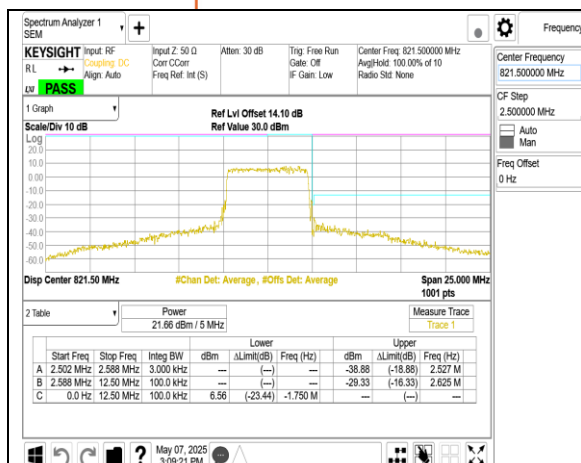 Spectrum Analyzer 1
SEM
Frequency
KEYSIGHT Input: RF Input Z: 50 Ω Atten: 30 dB Trig: Free Run Center Freq: 821.500000 MHz
RL Coupling: DC Corr CCorr Gate: Off Avg|Hold: 100.00% of 10
Align: Auto Freq Ref: Int (S) IF Gain: Low Radio Std: None
LXI PASS
Center Frequency
821.500000 MHz
CF Step
2.500000 MHz
Auto
Man
Freq Offset
0 Hz
1 Graph
Ref Lvl Offset 14.10 dB
Scale/Div 10 dB Ref Value 30.0 dBm
Log
20.0
10.0
0.00
-10.0
-20.0
-30.0
-40.0
-50.0
-60.0
Disp Center 821.50 MHz #Chan Det: Average , #Offs Det: Average Span 25.000 MHz
1001 pts
2 Table Power Measure Trace
21.66 dBm / 5 MHz Trace 1
Lower Upper
Start Freq Stop Freq Integ BW dBm ΔLimit(dB) Freq (Hz) dBm ΔLimit(dB) Freq (Hz)
A 2.502 MHz 2.588 MHz 3.000 kHz --- (---) --- -38.88 (-18.88) 2.527 M
B 2.588 MHz 12.50 MHz 100.0 kHz --- (---) --- -29.33 (-16.33) 2.625 M
C 0.0 Hz 12.50 MHz 100.0 kHz 6.56 (-23.44) -1.750 M --- (---) ---
May 07, 2025
3:09:21 PM